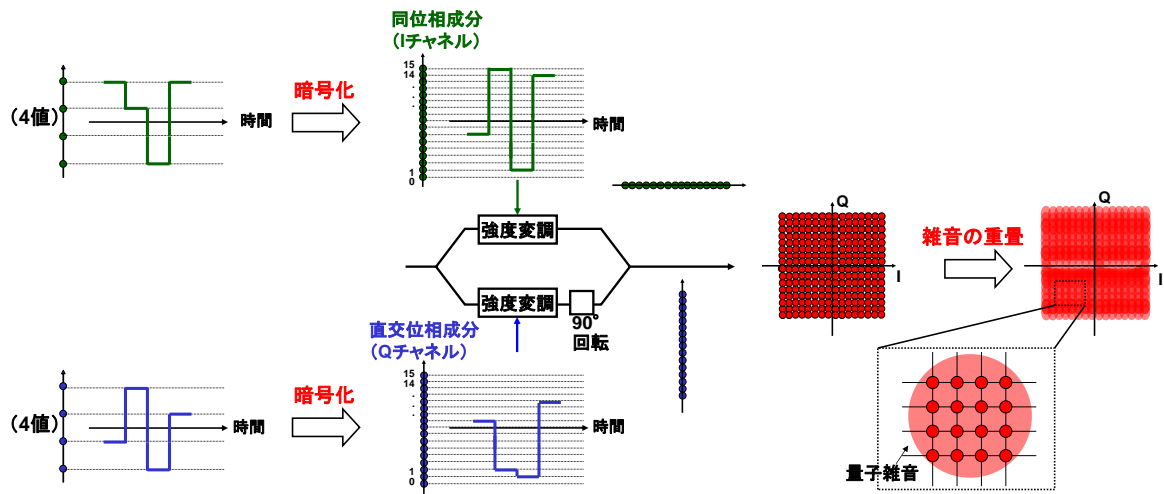 同位相成分
(Iチャネル)
(4値)
時間
暗号化
15
14
・
・
1
0
時間
強度変調
強度変調
90°
回転
直交位相成分
(Qチャネル)
(4値)
時間
暗号化
15
14
・
・
1
0
時間
Q
I
雑音の重畳
Q
I
量子雑音